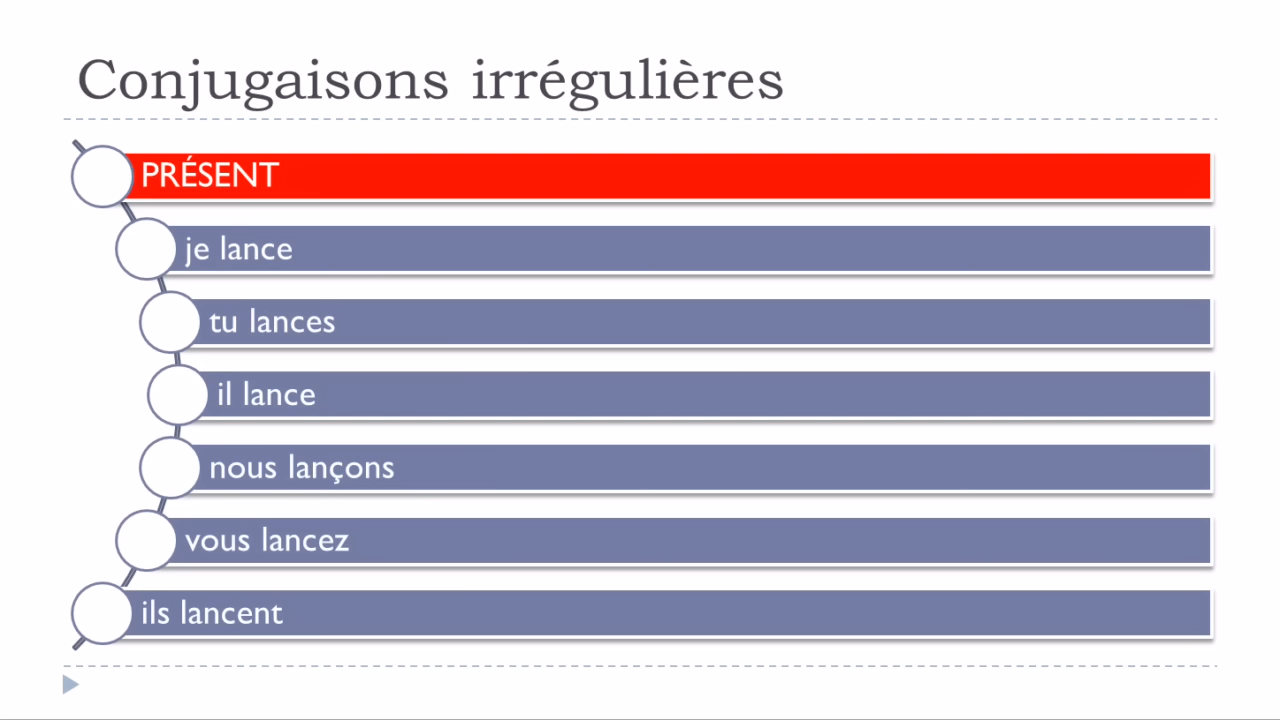 Conjugaisons irrégulières
PRÉSENT
je lance
tu lances
il lance
nous lançons
vous lancez
ils lancent